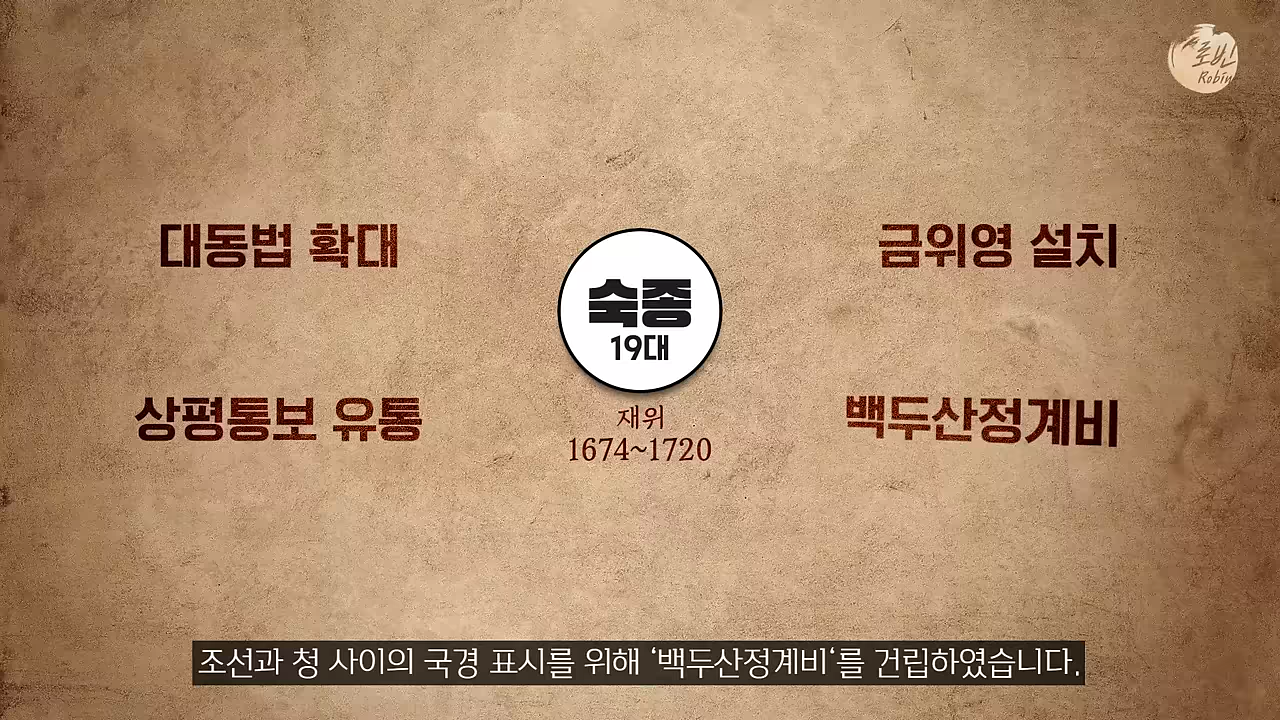 로빈
Robin
대동법 확대
금위영 설치
숙종
19대
상평통보 유통
백두산정계비
재위
1674~1720
조선과 청 사이의 국경 표시를 위해 ‘백두산정계비‘를 건립하였습니다.